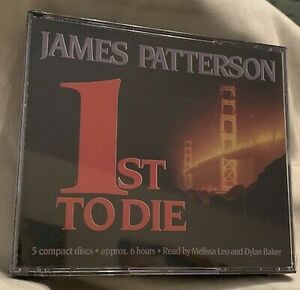 JAMES PATTERSON
1ST
TO DIE
5 compact discs • approx. 6 hours • Read by Melissa Leo and Dylan Baker